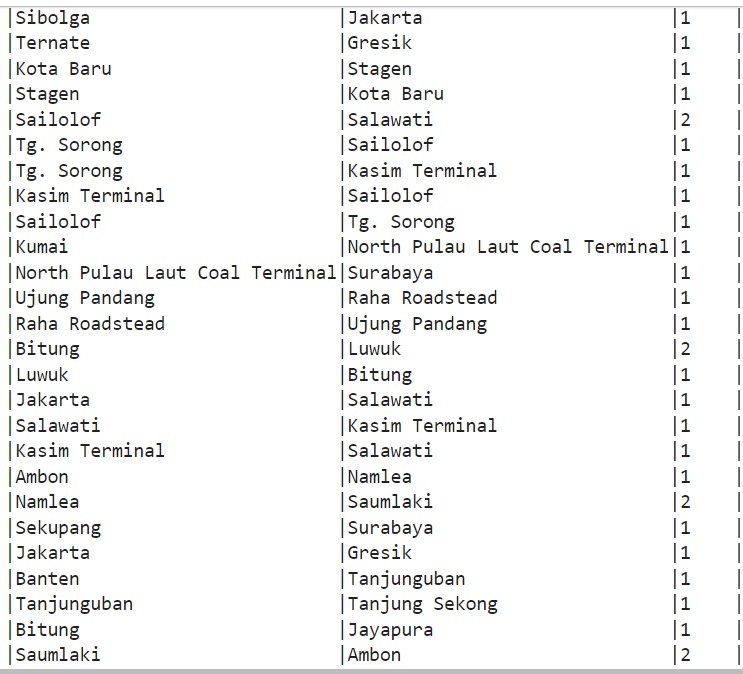 |Sibolga                       |Jakarta                       |1    |
|Ternate                       |Gresik                        |1    |
|Kota Baru                     |Stagen                        |1    |
|Stagen                        |Kota Baru                     |1    |
|Sailolof                      |Salawati                      |2    |
|Tg. Sorong                    |Sailolof                      |1    |
|Tg. Sorong                    |Kasim Terminal                |1    |
|Kasim Terminal                |Sailolof                      |1    |
|Sailolof                      |Tg. Sorong                    |1    |
|Kumai                         |North Pulau Laut Coal Terminal|1    |
|North Pulau Laut Coal Terminal|Surabaya                      |1    |
|Ujung Pandang                 |Raha Roadstead                |1    |
|Raha Roadstead                |Ujung Pandang                 |1    |
|Bitung                        |Luwuk                         |2    |
|Luwuk                         |Bitung                        |1    |
|Jakarta                       |Salawati                      |1    |
|Salawati                      |Kasim Terminal                |1    |
|Kasim Terminal                |Salawati                      |1    |
|Ambon                         |Namlea                        |1    |
|Namlea                        |Saumlaki                      |2    |
|Sekupang                      |Surabaya                      |1    |
|Jakarta                       |Gresik                        |1    |
|Banten                        |Tanjunguban                   |1    |
|Tanjunguban                   |Tanjung Sekong                |1    |
|Bitung                        |Jayapura                      |1    |
|Saumlaki                      |Ambon                         |2    |